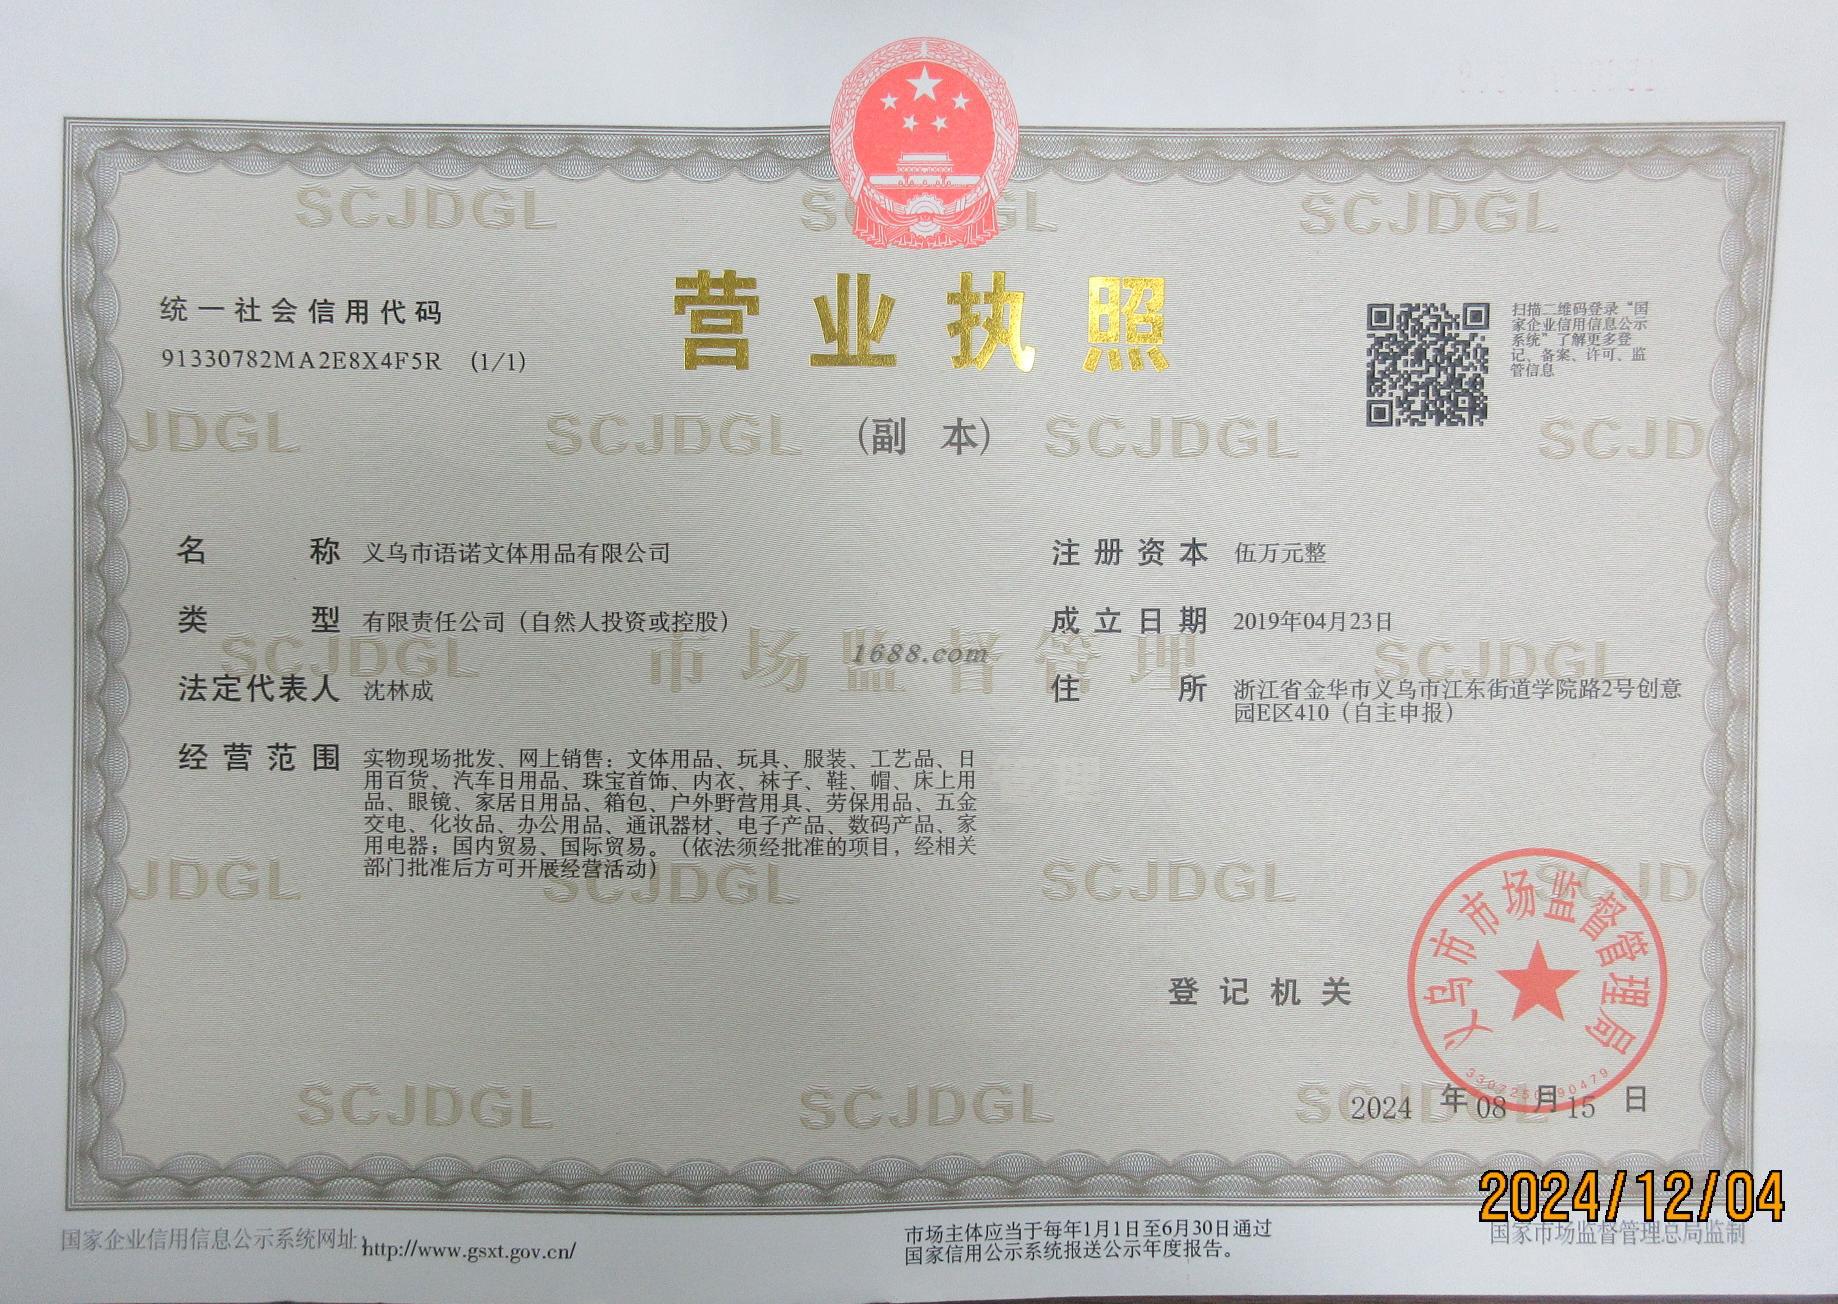 SCJDGL SCJDGL SCJDGL
营业执照
统一社会信用代码
91330782MA2E8X4F5R (1/1)
扫描二维码登录“国
家企业信用信息公示
系统”了解更多登
记、备案、许可、监
管信息
(副 本)
JDGL SCJDGL SCJDGL SCJD
名 称 义乌市语诺文体用品有限公司
注册资本 伍万元整
类 型 有限责任公司（自然人投资或控股）
成立日期 2019年04月23日
SCJDGL 市场监督管理 SCJDGL
1688.com
法定代表人 沈林成
住 所 浙江省金华市义乌市江东街道学院路2号创意
园E区410（自主申报）
经营范围 实物现场批发、网上销售：文体用品、玩具、服装、工艺品、日
用百货、汽车日用品、珠宝首饰、内衣、袜子、鞋、帽、床上用
品、眼镜、家居日用品、箱包、户外野营用具、劳保用品、五金
交电、化妆品、办公用品、通讯器材、电子产品、数码产品、家
用电器；国内贸易、国际贸易。（依法须经批准的项目，经相关
部门批准后方可开展经营活动）
JDGL SCJDGL SCJDGL SCJD
义乌市市场监督管理局
登记机关
2024 年 08 月 15 日
SCJDGL SCJDGL SCJDGL
2024/12/04
国家企业信用信息公示系统网址：http://www.gsxt.gov.cn/
市场主体应当于每年1月1日至6月30日通过
国家信用公示系统报送公示年度报告。
国家市场监督管理总局监制